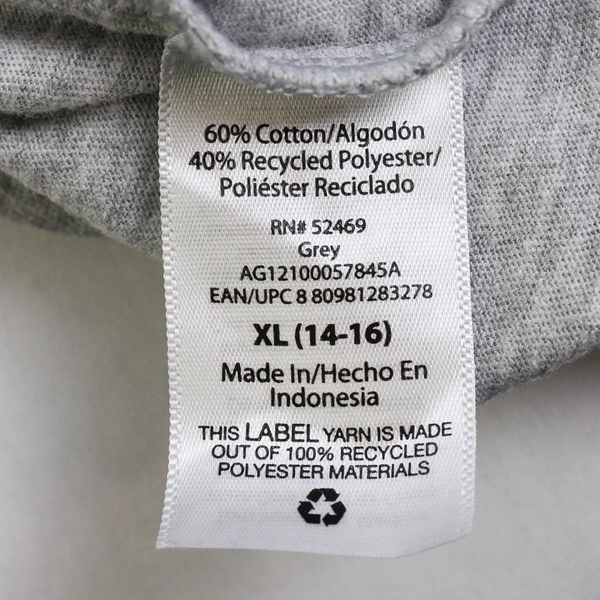 60% Cotton/Algodón
40% Recycled Polyester/
Poliéster Reciclado
RN# 52469
Grey
AG12100057845A
EAN/UPC 8 80981283278
XL (14-16)
Made In/Hecho En
Indonesia
THIS LABEL YARN IS MADE
OUT OF 100% RECYCLED
POLYESTER MATERIALS